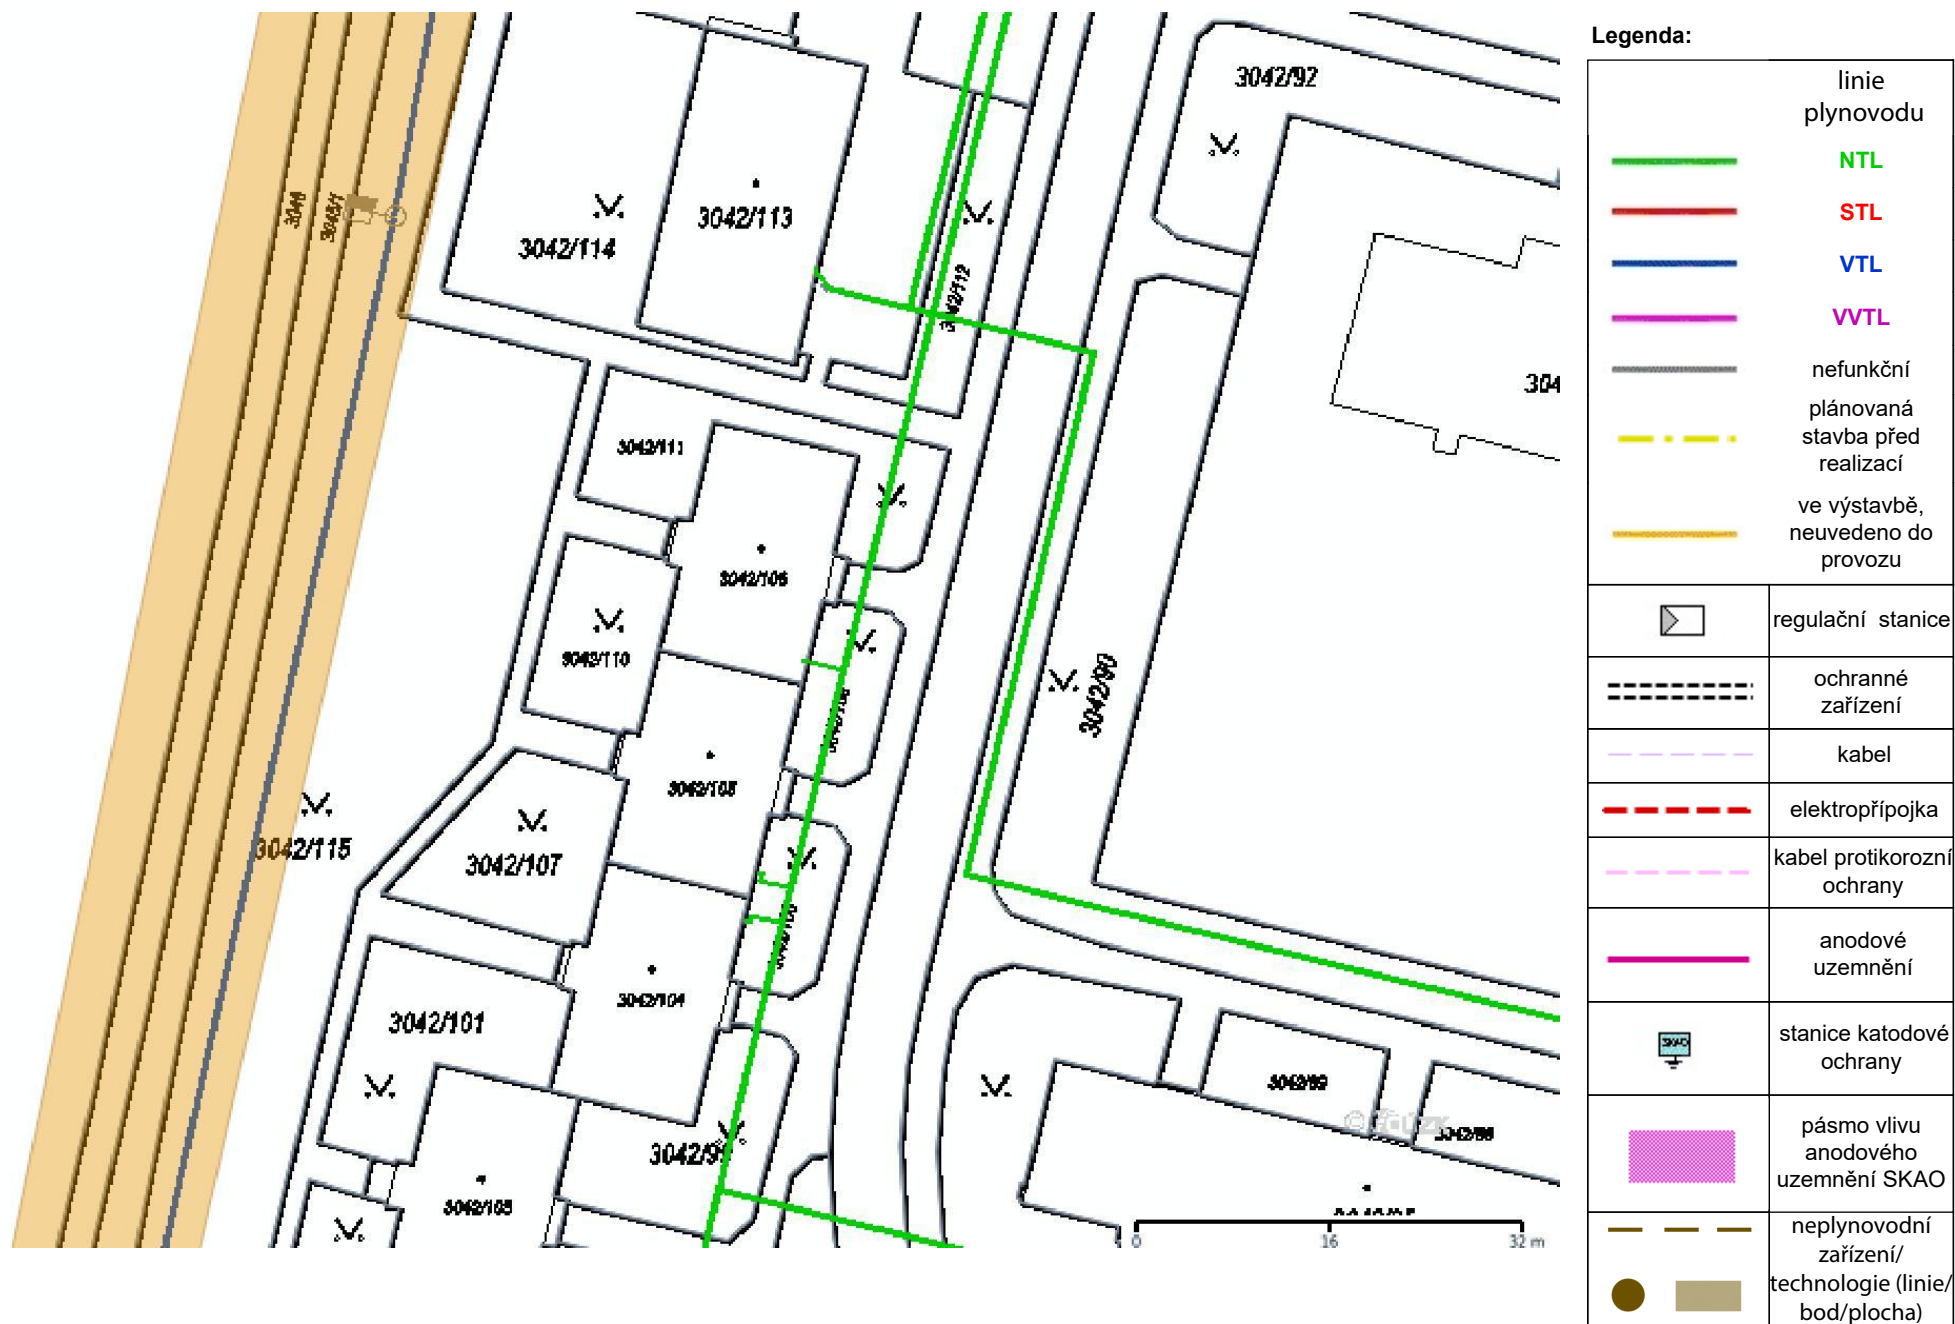 Legenda:
linie
plynovodu
NTL
STL
VTL
VVTL
nefunkční
plánovaná
stavba před
realizací
ve výstavbě,
neuvedeno do
provozu
regulační stanice
ochranné
zařízení
kabel
elektropřípojka
kabel protikorozní
ochrany
anodové
uzemnění
SKAO
stanice katodové
ochrany
pásmo vlivu
anodového
uzemnění SKAO
neplynovodní
zařízení/
technologie (linie/
bod/plocha)
3042/92
3042/113
3042/114
3042/112
304
3042/111
3042/106
3042/110
3042/90
3042/105
3042/115
3042/107
3042/104
3042/101
3042/99
3042/103
0
16
32 m